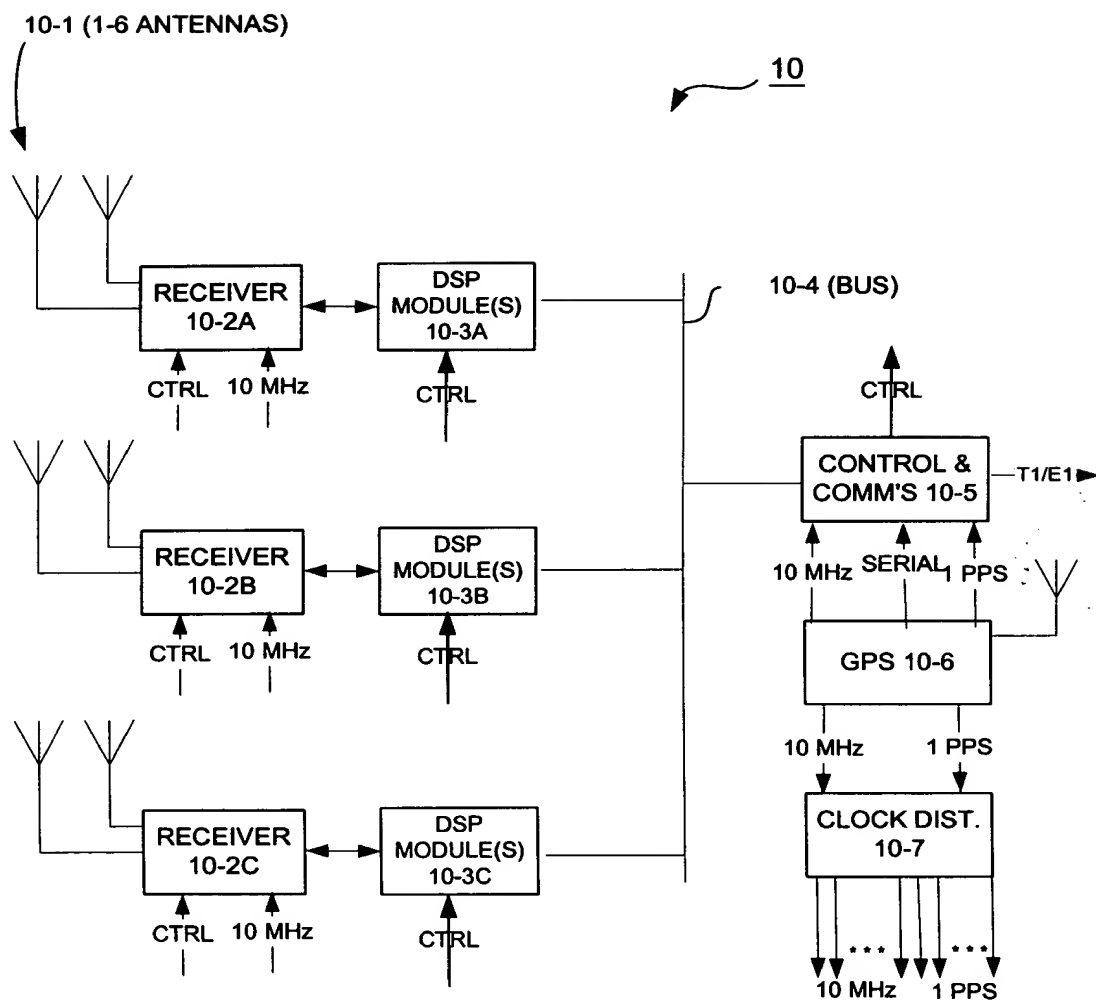 10-1 (1-6 ANTENNAS)
10
RECEIVER
10-2A
DSP
MODULE(S)
10-3A
10-4 (BUS)
CTRL
10 MHz
CTRL
CTRL
CONTROL &
COMM'S 10-5
T1/E1
RECEIVER
10-2B
DSP
MODULE(S)
10-3B
10 MHz
SERIAL
1 PPS
CTRL
10 MHz
CTRL
GPS 10-6
10 MHz
1 PPS
RECEIVER
10-2C
DSP
MODULE(S)
10-3C
CLOCK DIST.
10-7
CTRL
10 MHz
CTRL
* * *
* * *
10 MHz
1 PPS